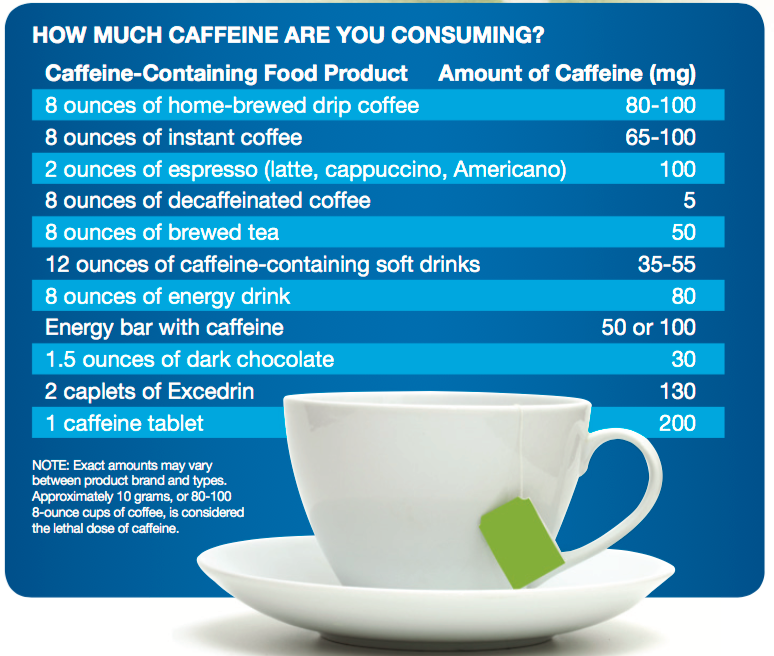 HOW MUCH CAFFEINE ARE YOU CONSUMING?
Caffeine-Containing Food Product Amount of Caffeine (mg)
8 ounces of home-brewed drip coffee 80-100
8 ounces of instant coffee 65-100
2 ounces of espresso (latte, cappuccino, Americano) 100
8 ounces of decaffeinated coffee 5
8 ounces of brewed tea 50
12 ounces of caffeine-containing soft drinks 35-55
8 ounces of energy drink 80
Energy bar with caffeine 50 or 100
1.5 ounces of dark chocolate 30
2 caplets of Excedrin 130
1 caffeine tablet 200
NOTE: Exact amounts may vary
between product brand and types.
Approximately 10 grams, or 80-100
8-ounce cups of coffee, is considered
the lethal dose of caffeine.